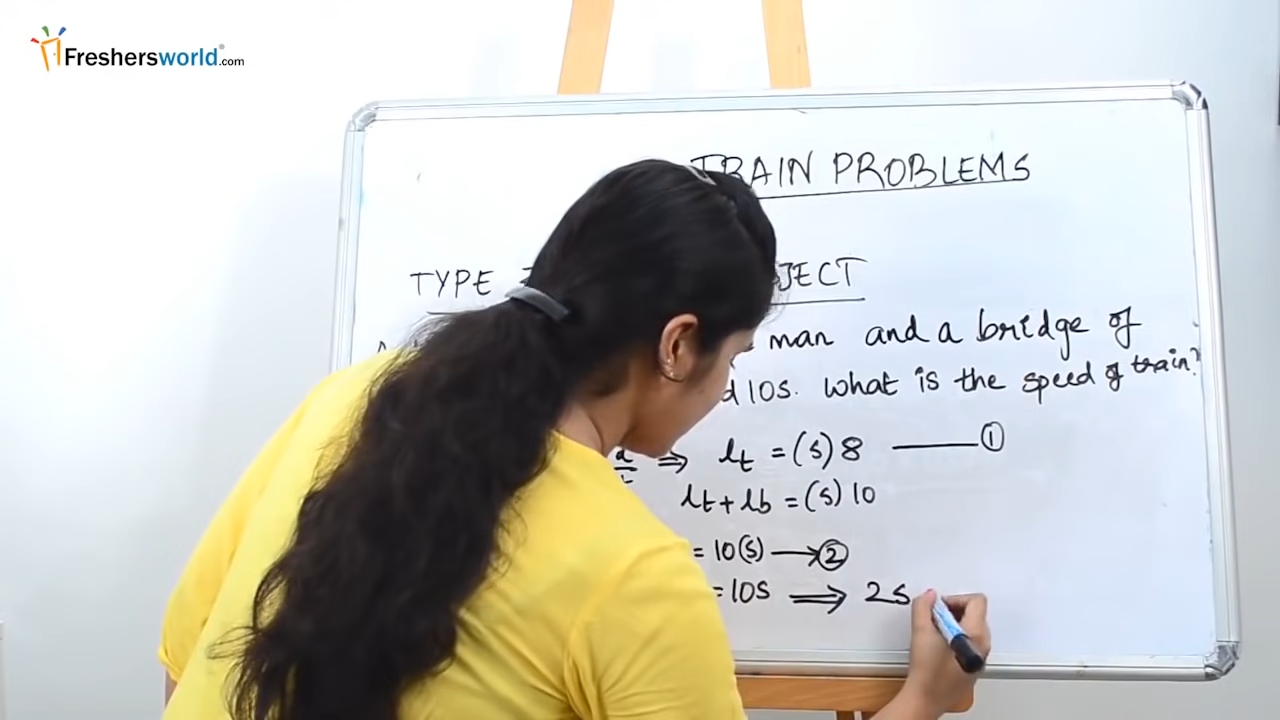 Freshersworld.com
TRAIN PROBLEMS
TYPE JECT
man and a bridge of
10s. What is the speed of train?
⇒ lt = (s) 8 ——— ①
lt + lb = (s) 10
= 10(s) → ②
= 10s ⇒ 2s